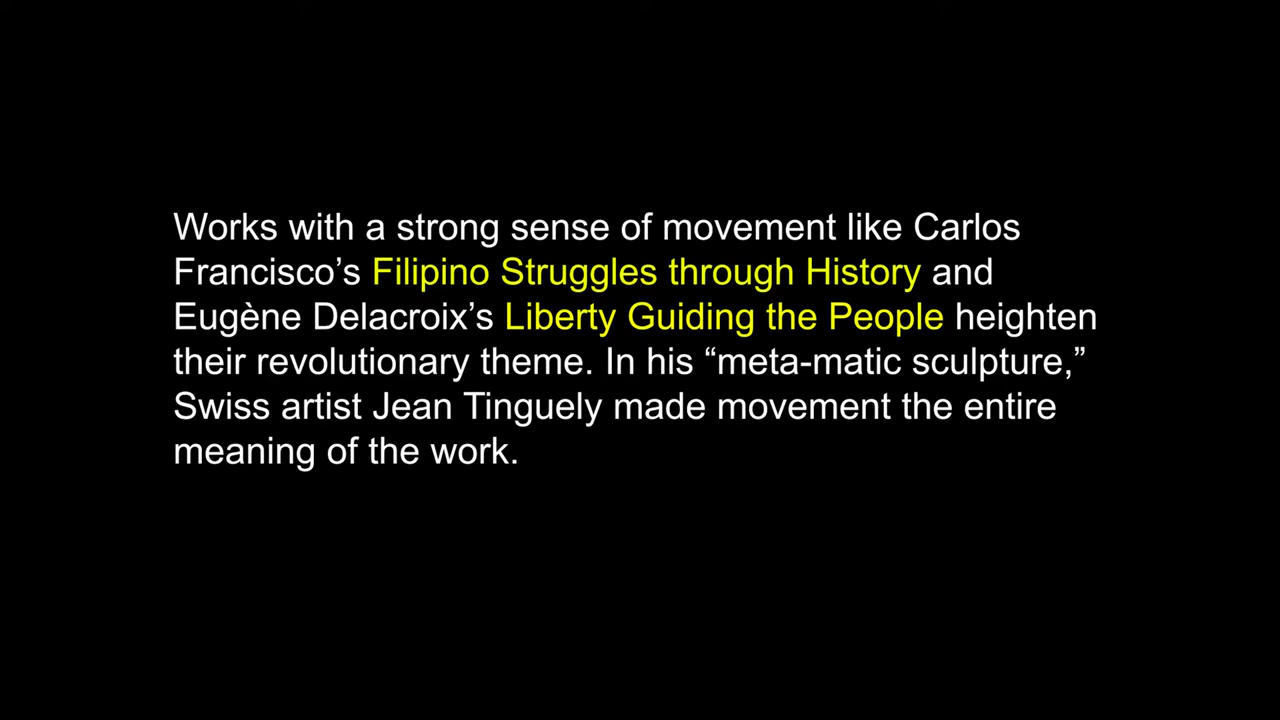 Works with a strong sense of movement like Carlos
Francisco’s Filipino Struggles through History and
Eugène Delacroix’s Liberty Guiding the People heighten
their revolutionary theme. In his “meta-matic sculpture,”
Swiss artist Jean Tinguely made movement the entire
meaning of the work.